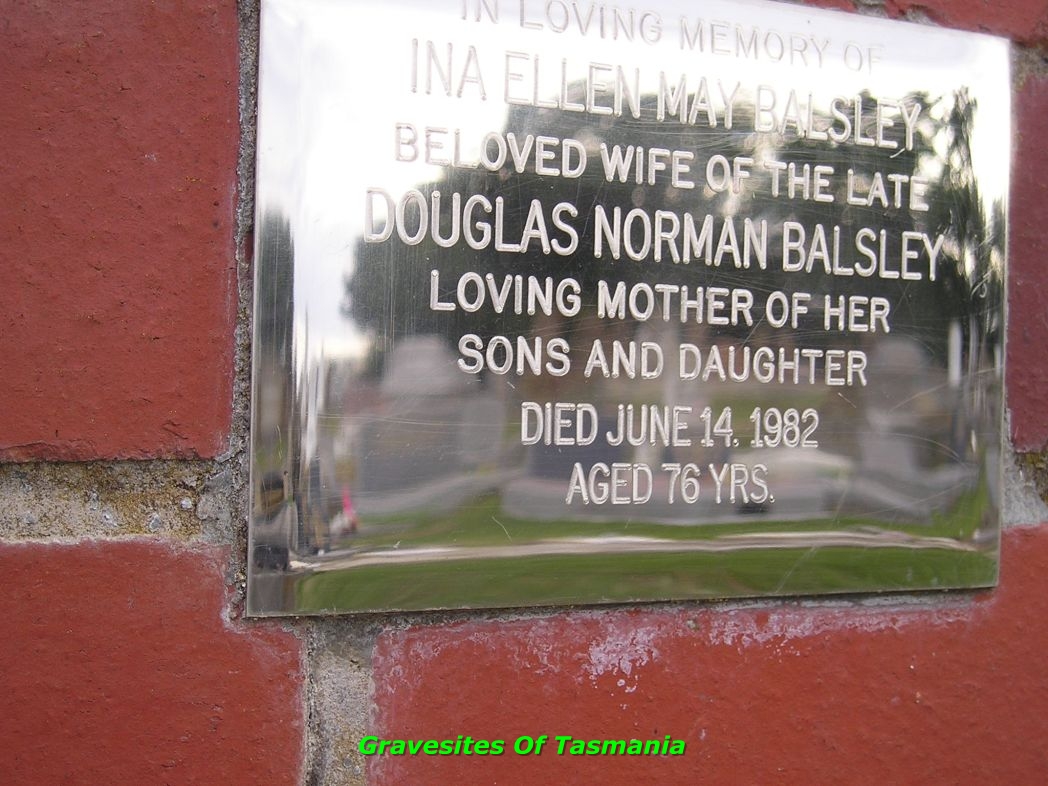 IN LOVING MEMORY OF
INA ELLEN MAY BALSLEY
BELOVED WIFE OF THE LATE
DOUGLAS NORMAN BALSLEY
LOVING MOTHER OF HER
SONS AND DAUGHTER
DIED JUNE 14. 1982
AGED 76 YRS.
Gravesites Of Tasmania